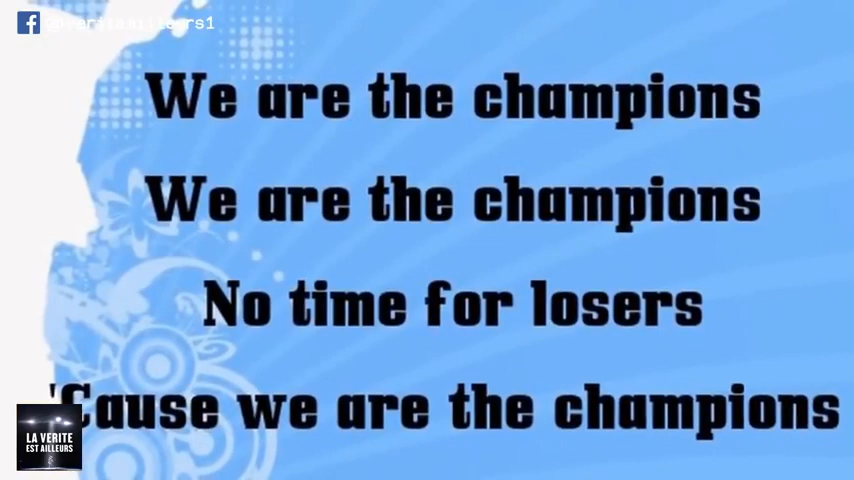 We are the champions
We are the champions
No time for losers
'Cause we are the champions
LA VERITE
EST AILLEURS